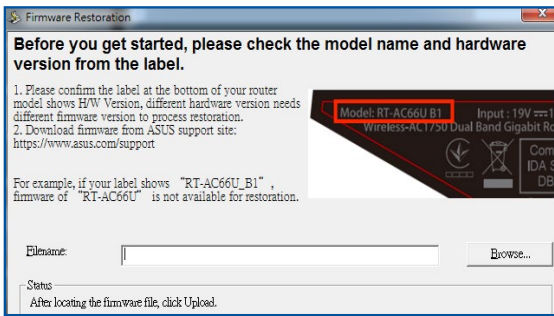 Firmware Restoration
Before you get started, please check the model name and hardware
version from the label.
1. Please confirm the label at the bottom of your router
model shows H/W Version, different hardware version needs
different firmware version to process restoration.
2. Download firmware from ASUS support site:
https://www.asus.com/support
For example, if your label shows “RT-AC66U_B1”,
firmware of “RT-AC66U” is not available for restoration.
Model: RT-AC66U B1 Input : 19V
Wireless-AC1750 Dual Band Gigabit
Com
IDA S
DB
Filename:
Browse...
Status
After locating the firmware file, click Upload.